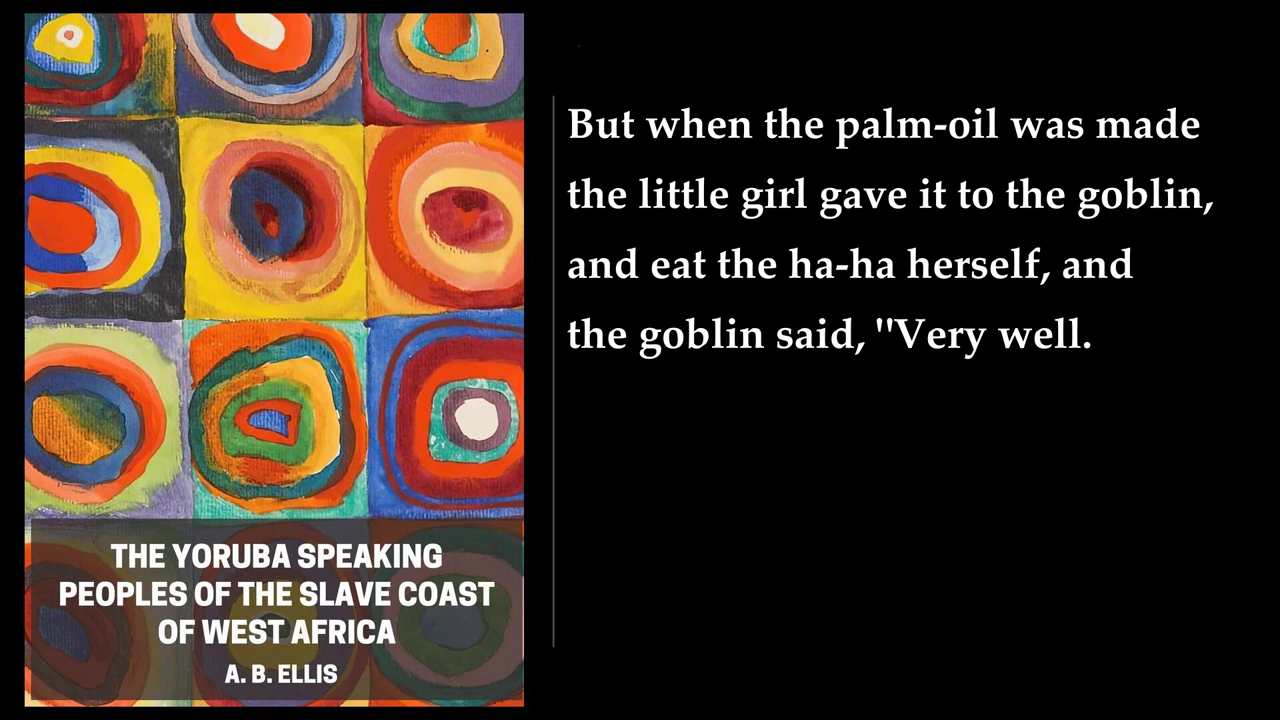 But when the palm-oil was made
the little girl gave it to the goblin,
and eat the ha-ha herself, and
the goblin said, "Very well.
THE YORUBA SPEAKING
PEOPLES OF THE SLAVE COAST
OF WEST AFRICA
A. B. ELLIS